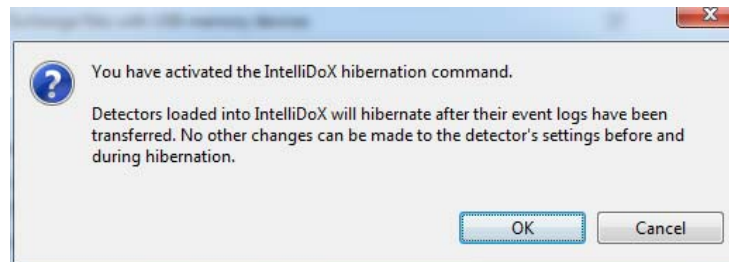 You have activated the IntelliDoX hibernation command.
Detectors loaded into IntelliDoX will hibernate after their event logs have been
transferred. No other changes can be made to the detector's settings before and
during hibernation.
OK Cancel